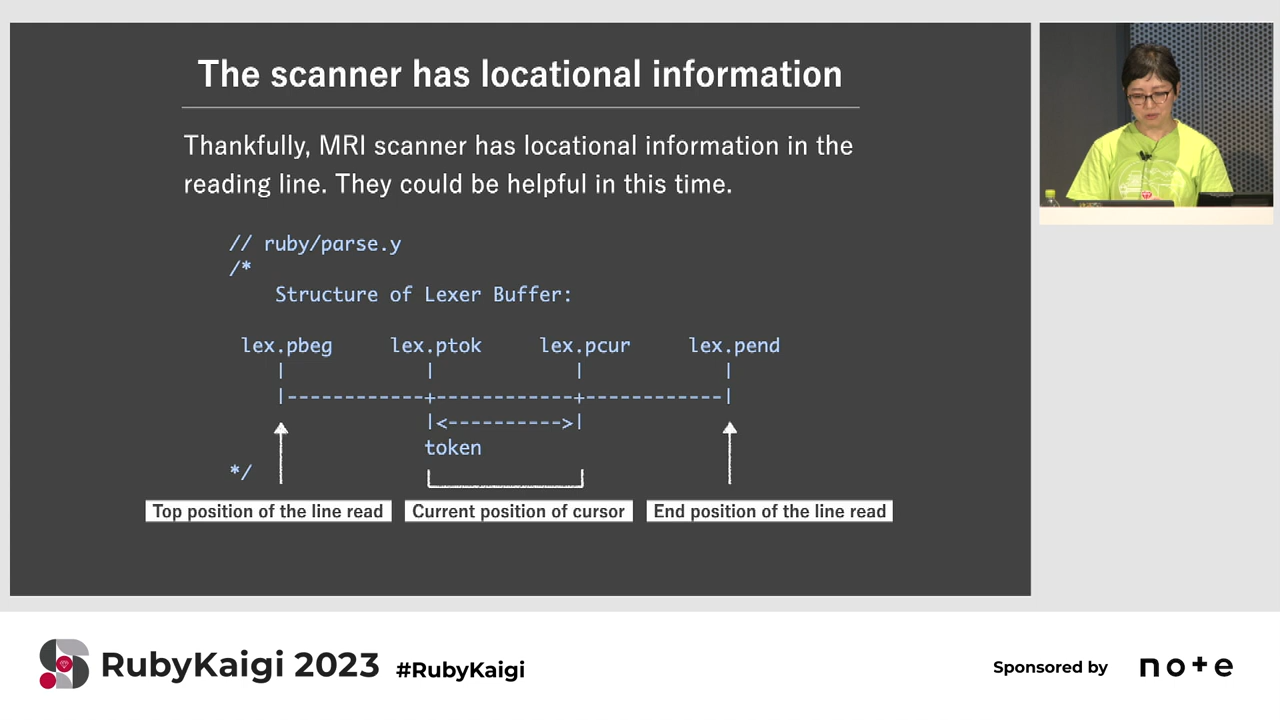 The scanner has locational information
Thankfully, MRI scanner has locational information in the
reading line. They could be helpful in this time.
// ruby/parse.y
/*
Structure of Lexer Buffer:
lex.pbeg lex.ptok lex.pcur lex.pend
| | | |
|------------+------------+------------|
|<---------->|
token
*/
Top position of the line read
Current position of cursor
End position of the line read
RubyKaigi 2023 #RubyKaigi
Sponsored by note